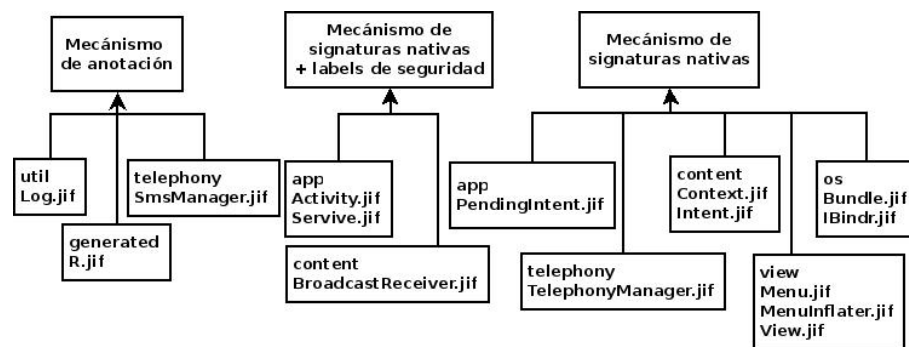 Mecánismo
de anotación
Mecánismo de
signaturas nativas
+ labels de seguridad
Mecánismo de
signaturas nativas
util
Log.jif
telephony
SmsManager.jif
generated
R.jif
app
Activity.jif
Servive.jif
content
BroadcastReceiver.jif
app
PendingIntent.jif
telephony
TelephonyManager.jif
content
Context.jif
Intent.jif
os
Bundle.jif
IBindr.jif
view
Menu.jif
MenuInflater.jif
View.jif